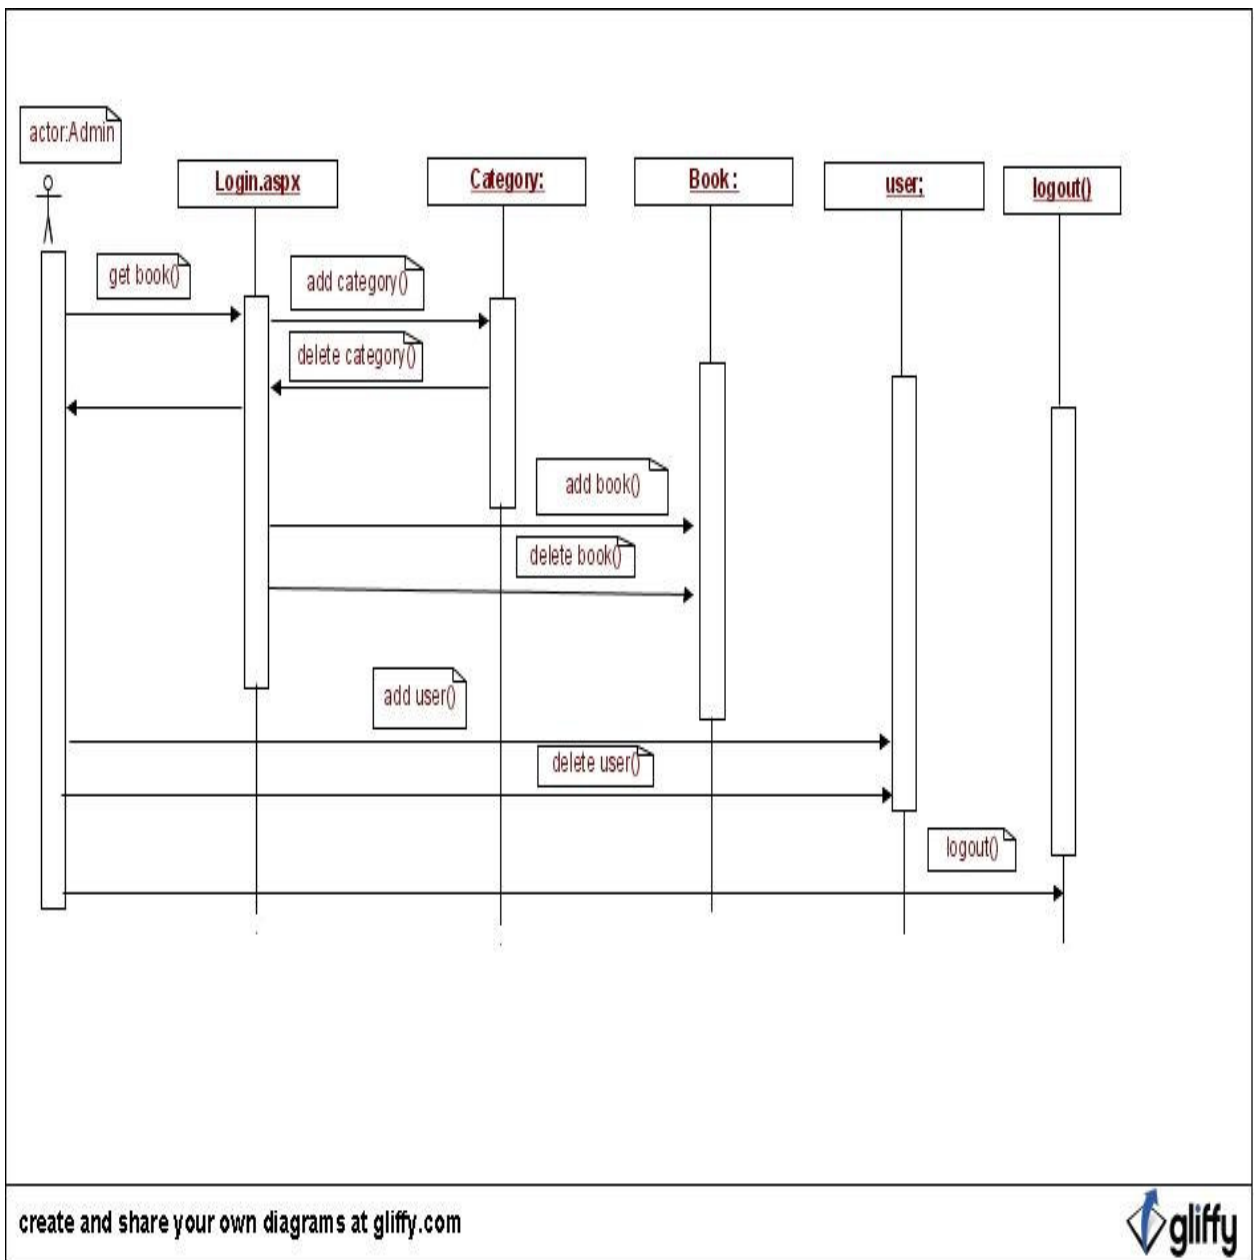 actor:Admin
Login.aspx
Category:
Book :
user;
logout()
get book()
add category()
delete category()
add book()
delete book()
add user()
delete user()
logout()
create and share your own diagrams at gliffy.com
gliffy